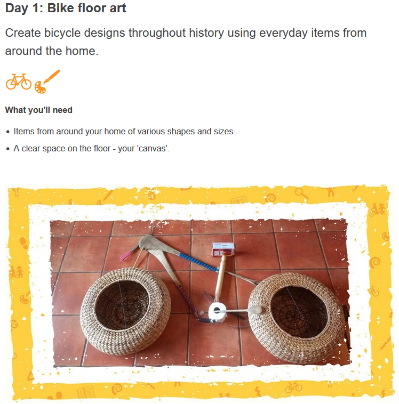 Day 1: Bike floor art
Create bicycle designs throughout history using everyday items from
around the home.
What you'll need
• Items from around your home of various shapes and sizes
• A clear space on the floor - your 'canvas'.